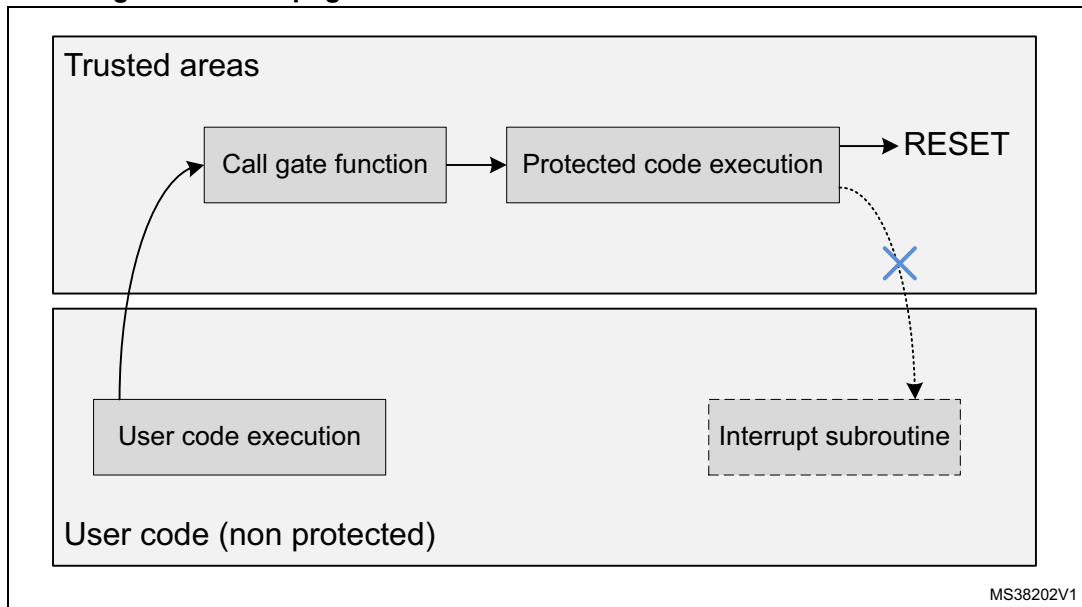 Trusted areas
Call gate function
Protected code execution
RESET
User code execution
Interrupt subroutine
User code (non protected)
MS38202V1